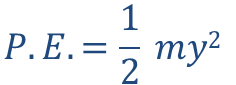 P.E. = 1/2 my²